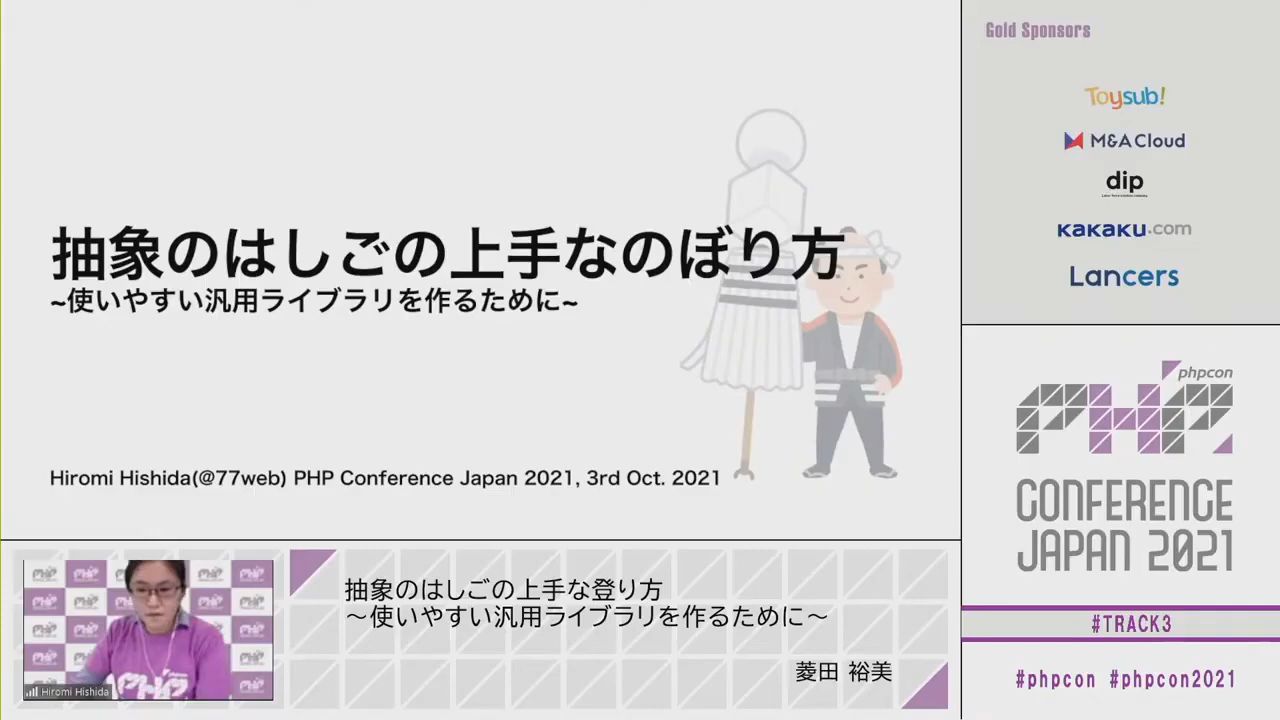 抽象のはしごの上手なのぼり方
~使いやすい汎用ライブラリを作るために~
Hiromi Hishida(@77web) PHP Conference Japan 2021, 3rd Oct. 2021
Hiromi Hishida
抽象のはしごの上手な登り方
〜使いやすい汎用ライブラリを作るために〜
菱田 裕美
Gold Sponsors
Toysub!
M&A Cloud
dip
kakaku.com
Lancers
phpcon
PHP
CONFERENCE
JAPAN 2021
#TRACK3
#phpcon #phpcon2021